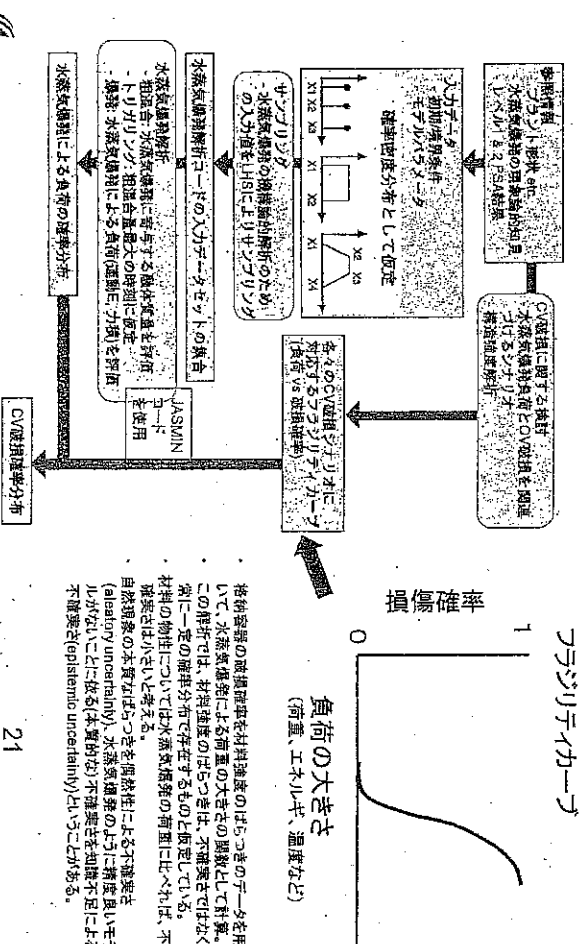 フラジリティカーブ
損傷確率
1
0
負荷の大きさ
(荷重、エネルギ、温度など)
参照情報
プラント形状 etc.
水蒸気爆発の現象論的知見
レベル1 & 2 PSA結果
CV破損に関する検討
水蒸気爆発負荷とCV破損を関連
づけるシナリオ
構造強度解析
入力データ
初期/境界条件
モデルパラメータ
確率密度分布として仮定
X1 X2 X3
X1 X2
X1 X2 X3 X4
サンプリング
- 水蒸気爆発の機構論的解析のため
の入力値をLHSによりサンプリング
各々のCV破損シナリオに
対応するフラジリティカーブ
(負荷 vs 破損確率)
水蒸気爆発解析コードの入力データセットの集合
水蒸気爆発解析
- 粗混合:水蒸気爆発に寄与する融体質量を評価
- トリガリング:粗混合量最大の時刻に仮定
- 爆発:水蒸気爆発による負荷(運動E,力積)を評価
JASMIN
コード
を使用
水蒸気爆発による負荷の確率分布
CV破損確率分布
・ 格納容器の破損確率を材料強度のばらつきのデータを用
いて、水蒸気爆発による荷重の大きさの関数として計算。
・ この解析では、材料強度のばらつきは、不確実さではなく
常に一定の確率分布で存在するものと仮定している。
・ 材料の物性については水蒸気爆発の荷重に比べれば、不
確実さは小さいと考える。
・ 自然現象の本質なばらつきを偶然性による不確実さ
(aleatory uncertainty)、水蒸気爆発のように精度良いモデ
ルがないことに依る(本質的な)不確実さを知識不足による
不確実さ(epistemic uncertainty)ということがある。
21